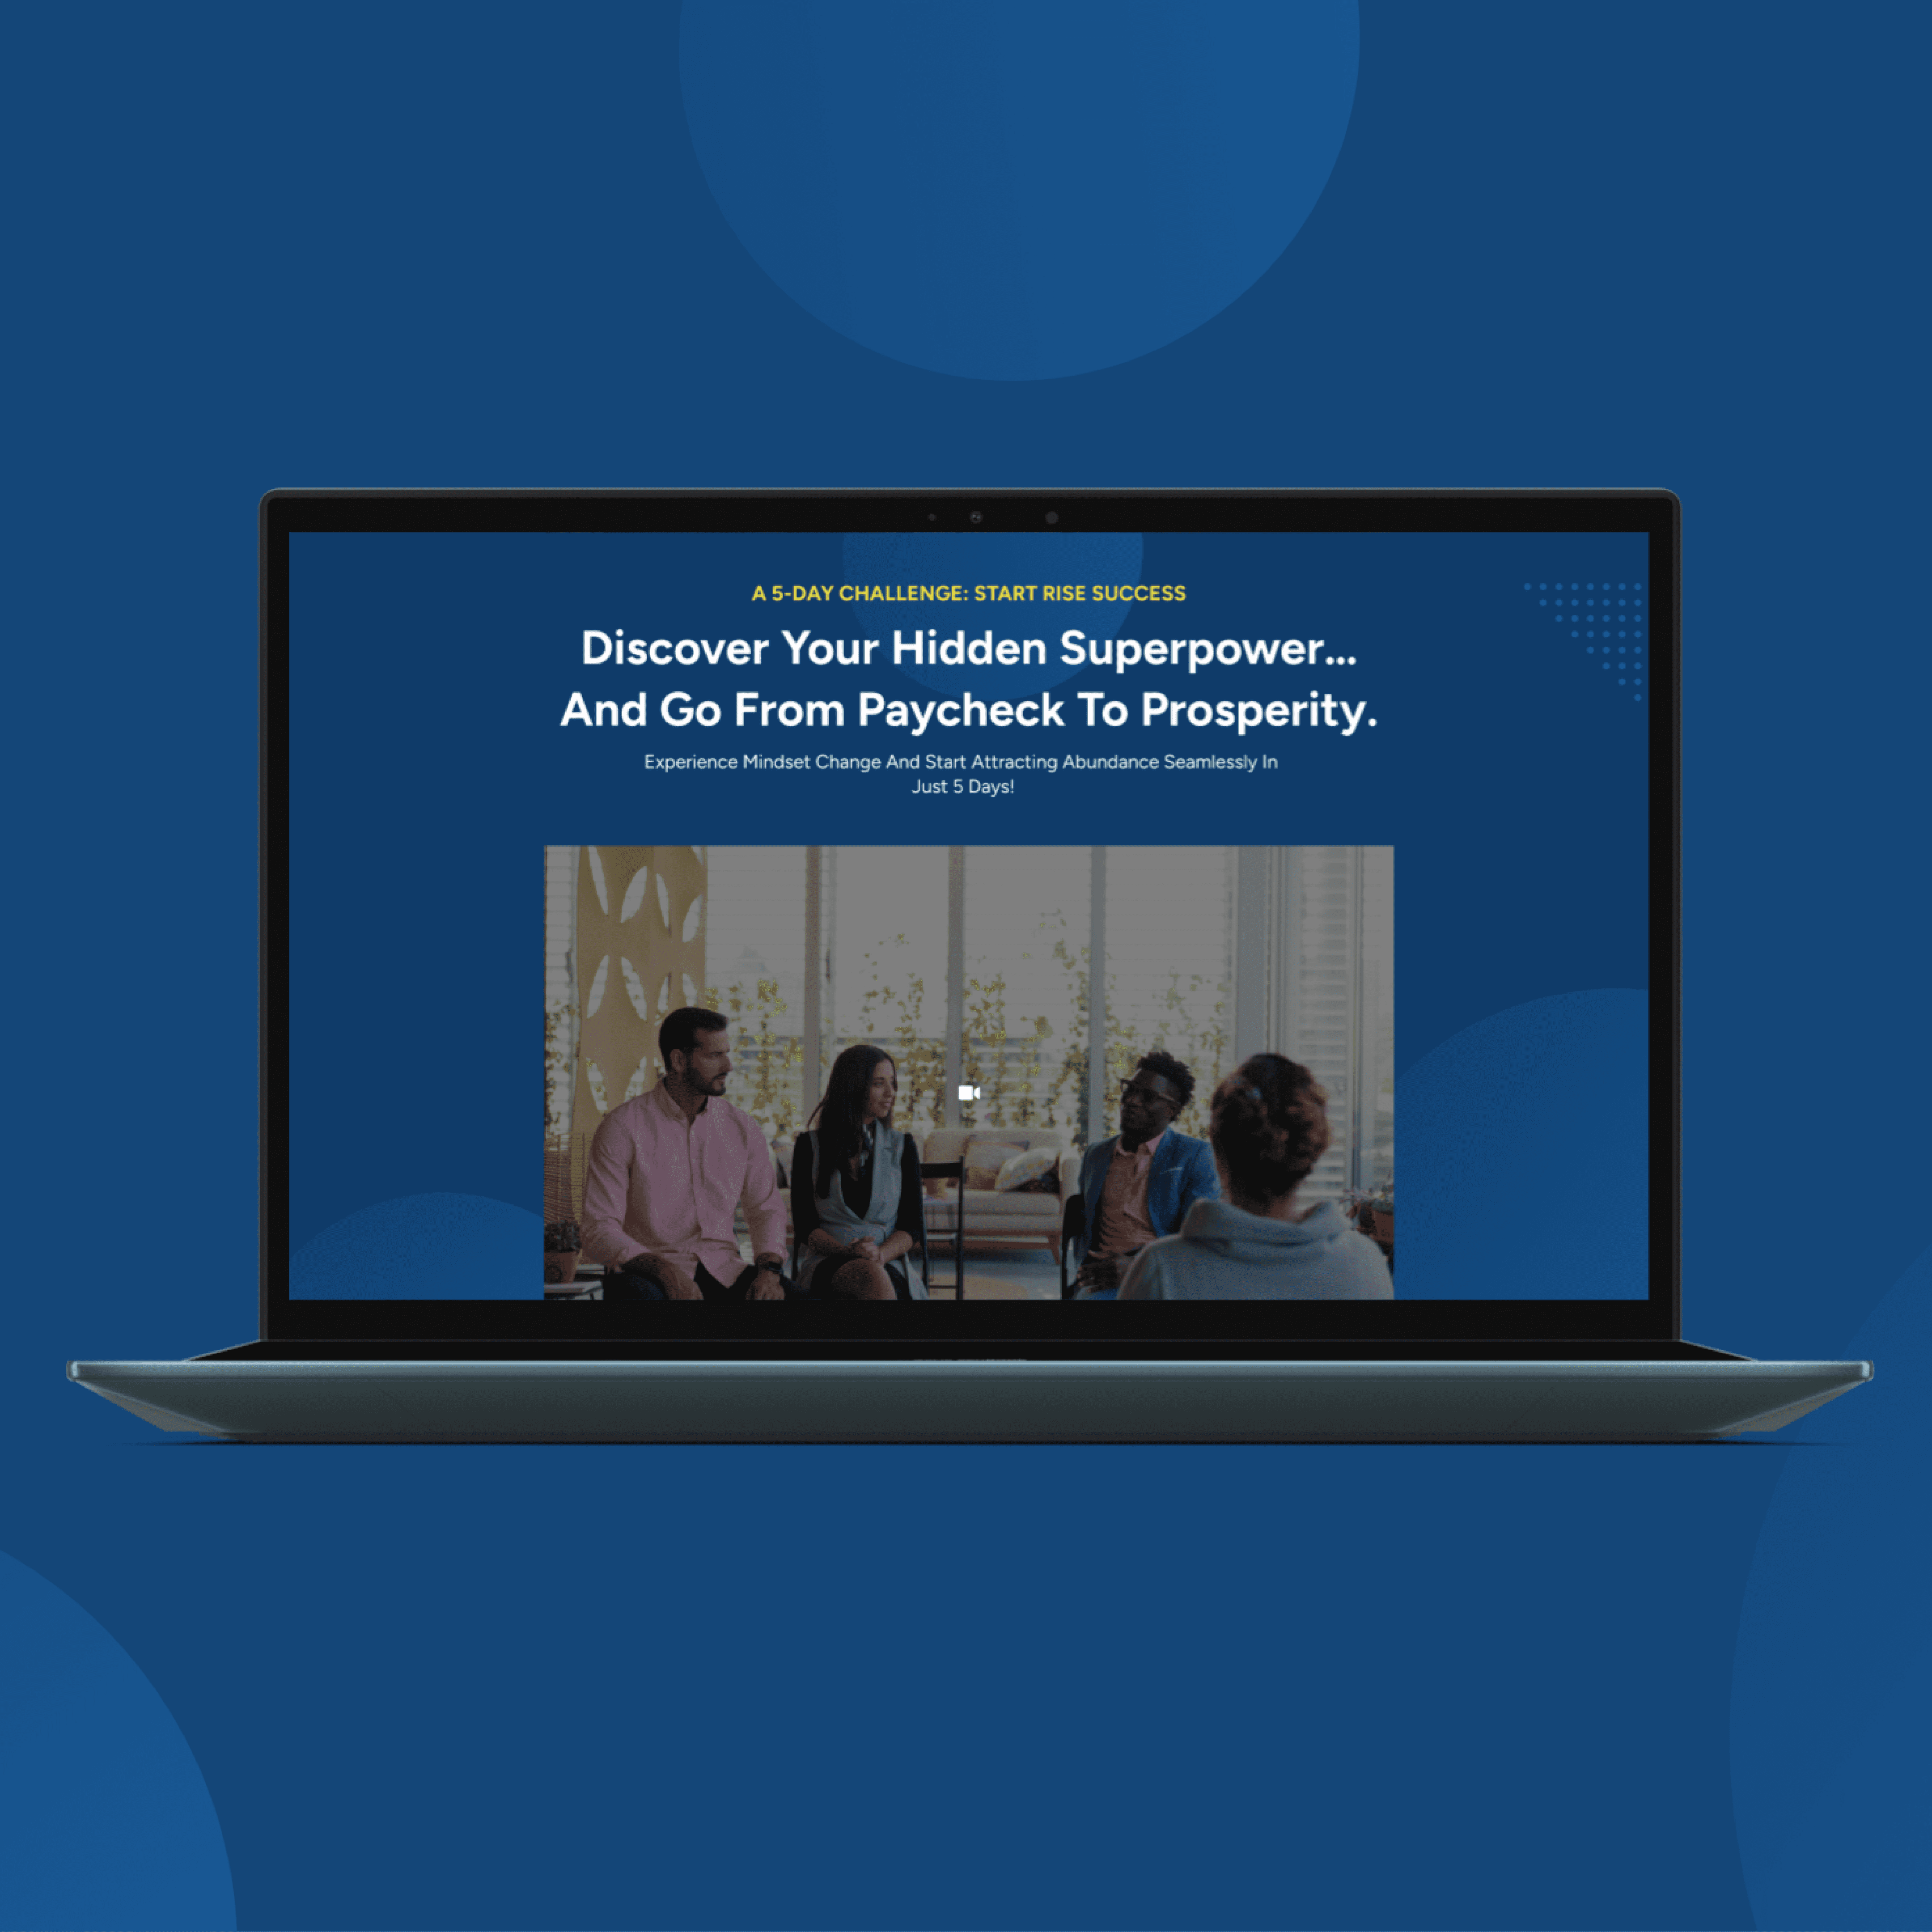 A 5-DAY CHALLENGE: START RISE SUCCESS
Discover Your Hidden Superpower...
And Go From Paycheck To Prosperity.
Experience Mindset Change And Start Attracting Abundance Seamlessly In
Just 5 Days!